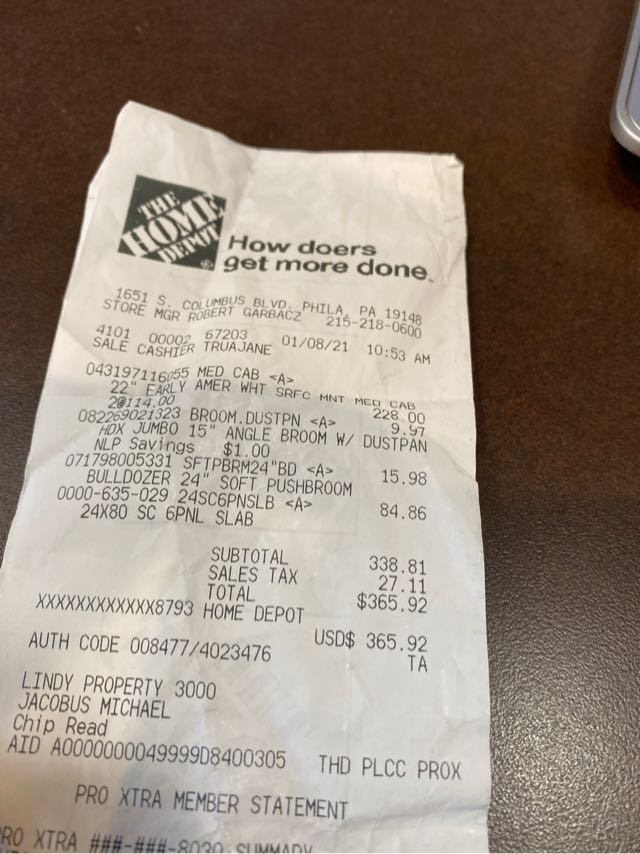 THE
HOME
DEPOT
How doers
get more done.
1651 S. COLUMBUS BLVD, PHILA, PA 19148
STORE MGR ROBERT GARBACZ 215-218-0600
4101 00002 67203 01/08/21 10:53 AM
SALE CASHIER TRUAJANE
043197116055 MED CAB <A>
22" EARLY AMER WHT SRFC MNT MED CAB
2@114.00 228.00
082269021323 BROOM.DUSTPN <A> 9.97
HDX JUMBO 15" ANGLE BROOM W/ DUSTPAN
NLP Savings $1.00
071798005331 SFTPBRM24"BD <A> 15.98
BULLDOZER 24" SOFT PUSHBROOM
0000-635-029 24SC6PNSLB <A> 84.86
24X80 SC 6PNL SLAB
SUBTOTAL 338.81
SALES TAX 27.11
TOTAL $365.92
XXXXXXXXXXXX8793 HOME DEPOT
USD$ 365.92
AUTH CODE 008477/4023476 TA
LINDY PROPERTY 3000
JACOBUS MICHAEL
Chip Read
AID A0000000049999D8400305 THD PLCC PROX
PRO XTRA MEMBER STATEMENT
PRO XTRA ###-###-8030 SUMMARY